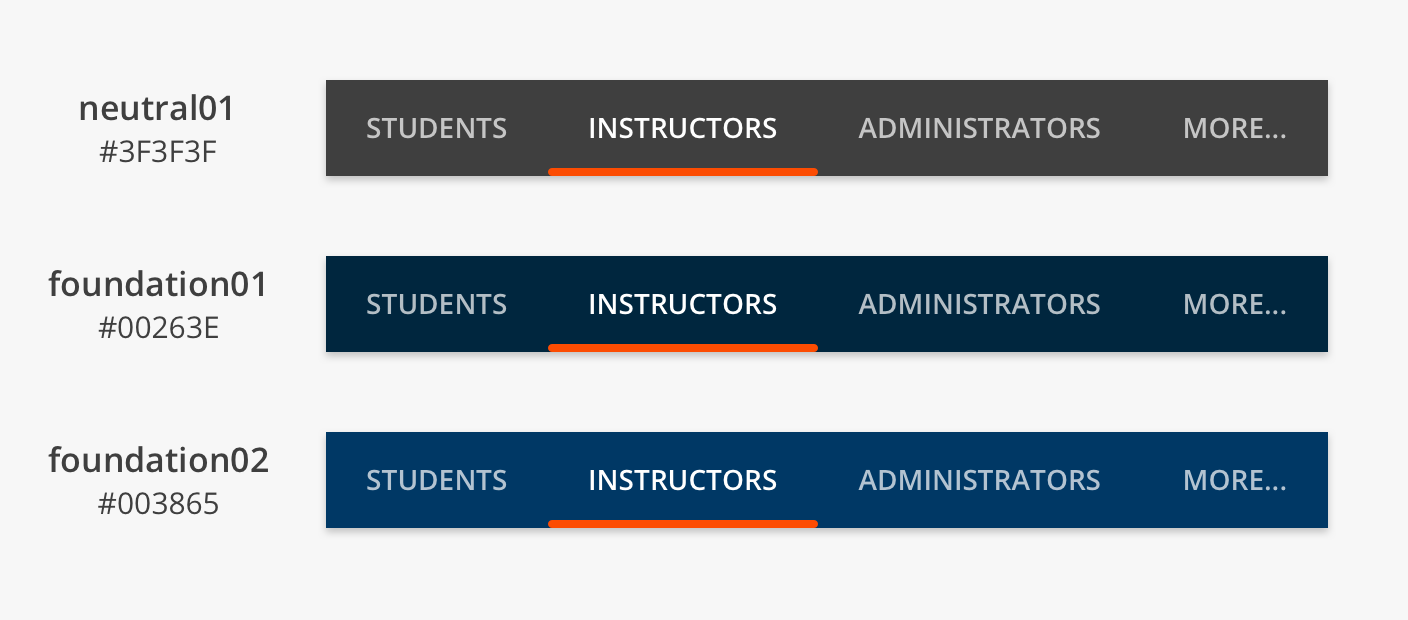 neutral01
#3F3F3F
STUDENTS INSTRUCTORS ADMINISTRATORS MORE...
foundation01
#00263E
STUDENTS INSTRUCTORS ADMINISTRATORS MORE...
foundation02
#003865
STUDENTS INSTRUCTORS ADMINISTRATORS MORE...